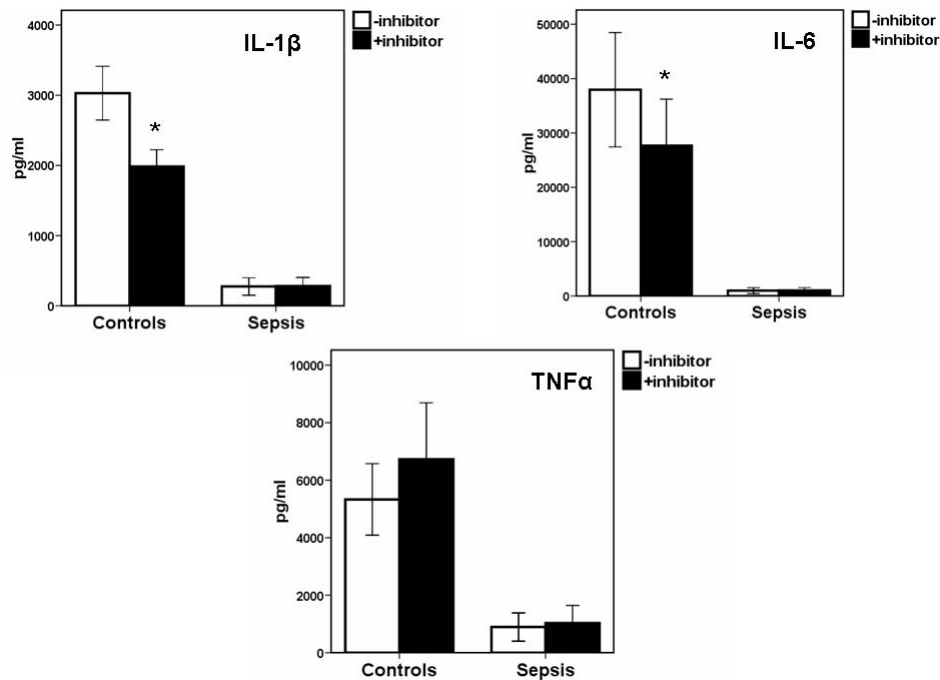 -inhibitor
+inhibitor
IL-1β
4000
3000
2000
1000
0
pg/ml
*
Controls
Sepsis
-inhibitor
+inhibitor
IL-6
50000
40000
30000
20000
10000
0
pg/ml
*
Controls
Sepsis
-inhibitor
+inhibitor
TNFα
10000
8000
6000
4000
2000
0
pg/ml
Controls
Sepsis